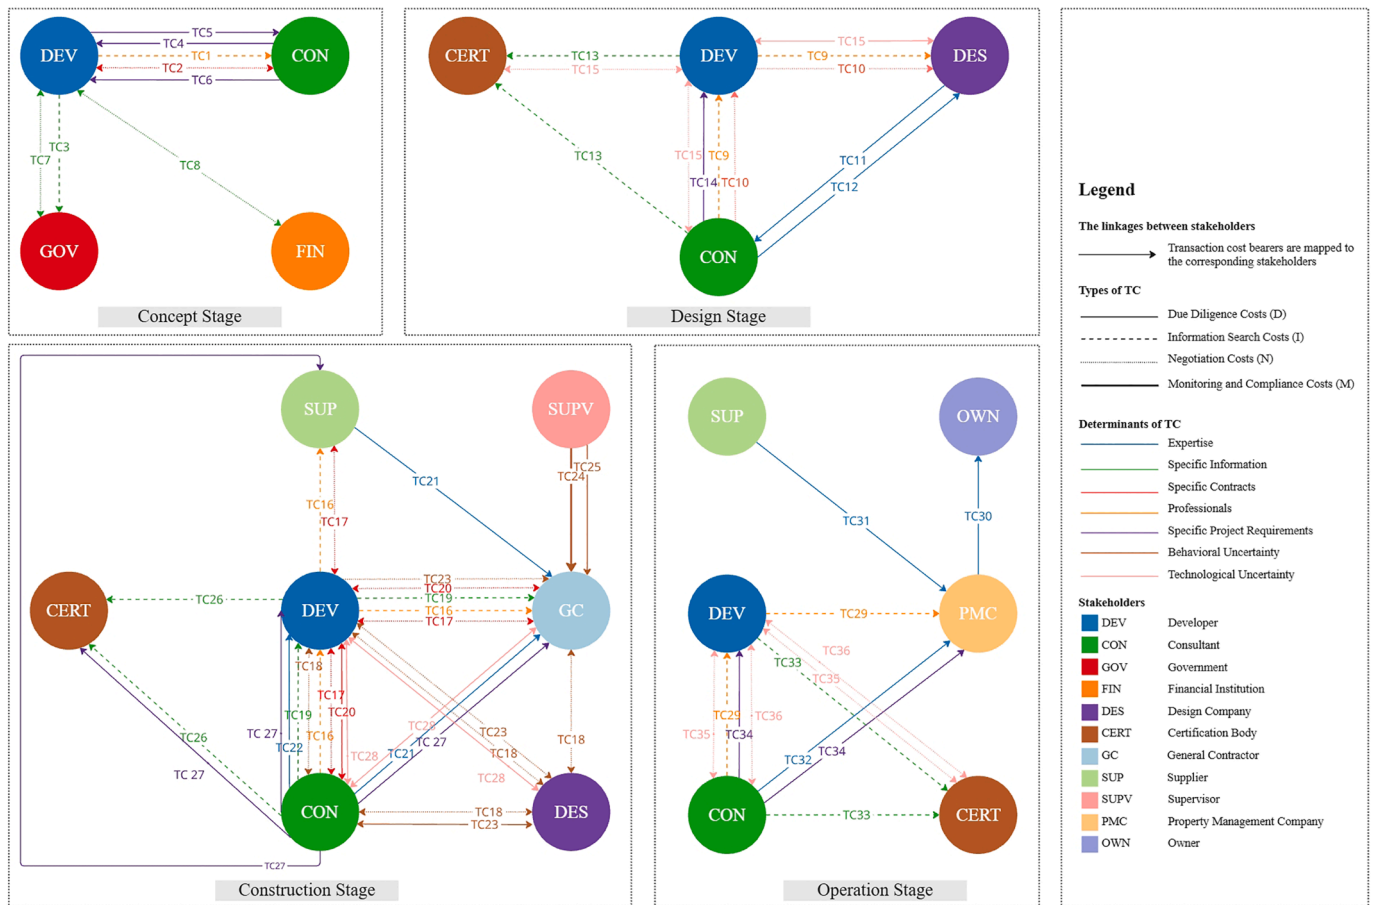 DEV
CON
TC5
TC4
TC1
TC2
TC6
TC7
TC3
TC8
GOV
FIN
Concept Stage
CERT
DEV
DES
TC13
TC15
TC15
TC9
TC10
TC13
TC15
TC9
TC14
TC10
TC11
TC12
CON
Design Stage
SUP
SUPV
TC25
TC24
TC21
TC16
TC17
CERT
DEV
GC
TC26
TC23
TC20
TC19
TC16
TC17
TC18
TC17
TC19
TC20
TC16
TC 27
TC22
TC26
TC 27
TC28
TC28
TC21
TC 27
TC23
TC18
TC28
TC18
CON
DES
TC18
TC23
TC27
Construction Stage
SUP
OWN
TC31
TC30
DEV
PMC
TC29
TC33
TC36
TC35
TC29
TC35
TC34
TC36
TC32
TC34
CON
CERT
TC33
Operation Stage
Legend
The linkages between stakeholders
Transaction cost bearers are mapped to
the corresponding stakeholders
Types of TC
Due Diligence Costs (D)
Information Search Costs (I)
Negotiation Costs (N)
Monitoring and Compliance Costs (M)
Determinants of TC
Expertise
Specific Information
Specific Contracts
Professionals
Specific Project Requirements
Behavioral Uncertainty
Technological Uncertainty
Stakeholders
DEV Developer
CON Consultant
GOV Government
FIN Financial Institution
DES Design Company
CERT Certification Body
GC General Contractor
SUP Supplier
SUPV Supervisor
PMC Property Management Company
OWN Owner